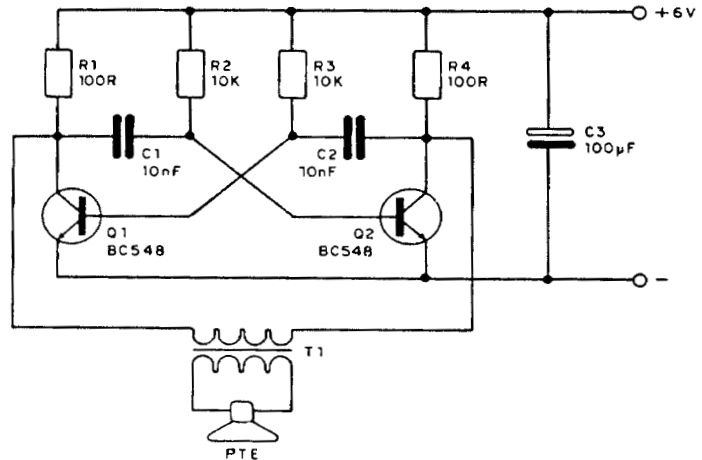 +6V
R1
100R
R2
10K
R3
10K
R4
100R
C1
10nF
C2
10nF
C3
100µF
Q1
BC548
Q2
BC548
-
T1
PTE